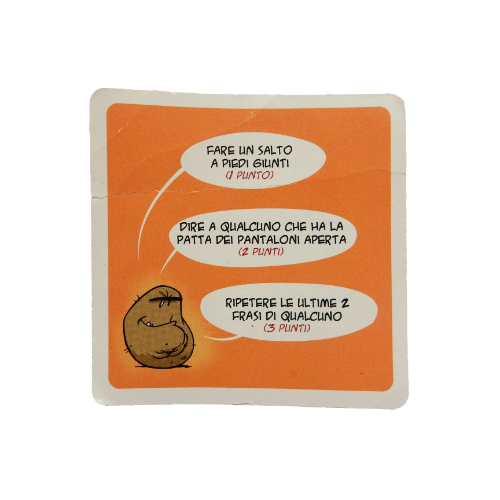 FARE UN SALTO
A PIEDI GIUNTI
(1 PUNTO)
DIRE A QUALCUNO CHE HA LA
PATTA DEI PANTALONI APERTA
(2 PUNTI)
RIPETERE LE ULTIME 2
FRASI DI QUALCUNO
(3 PUNTI)